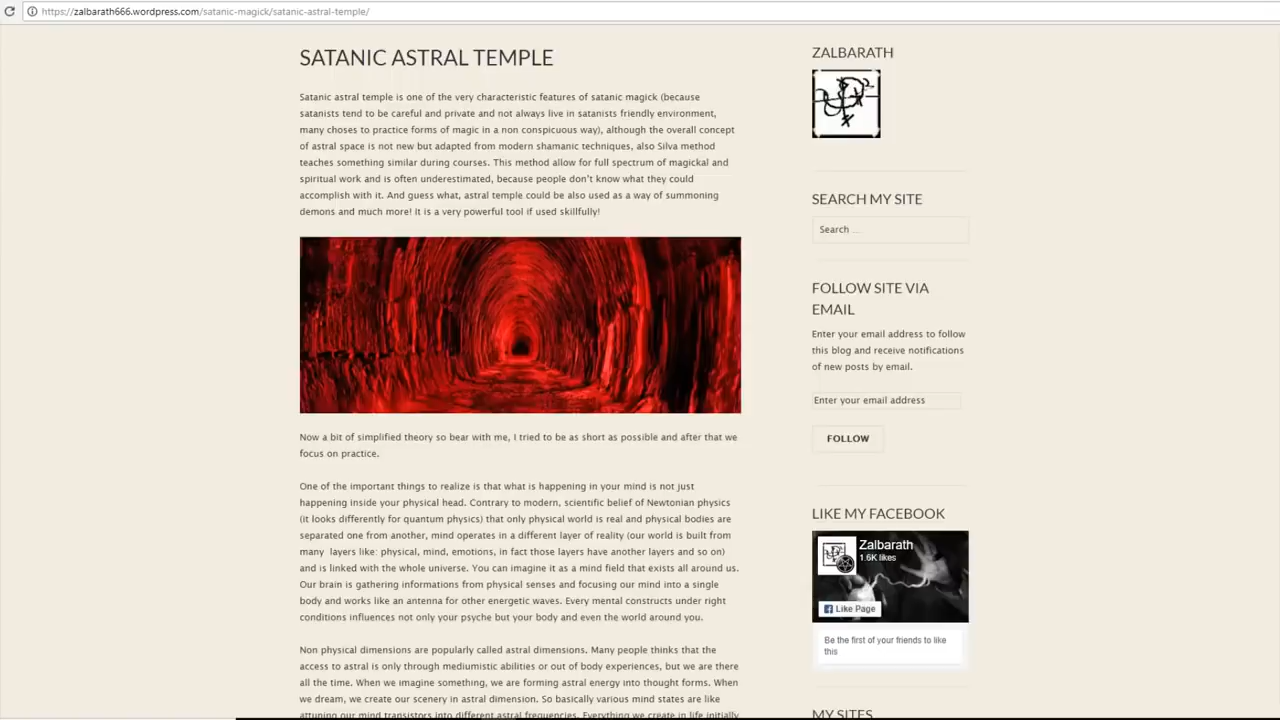 https://zalbarath666.wordpress.com/satanic-magick/satanic-astral-temple/
SATANIC ASTRAL TEMPLE
Satanic astral temple is one of the very characteristic features of satanic magick (because
satanists tend to be careful and private and not always live in satanists friendly environment,
many choses to practice forms of magic in a non conspicuous way), although the overall concept
of astral space is not new but adapted from modern shamanic techniques, also Silva method
teaches something similar during courses. This method allow for full spectrum of magickal and
spiritual work and is often underestimated, because people don't know what they could
accomplish with it. And guess what, astral temple could be also used as a way of summoning
demons and much more! It is a very powerful tool if used skillfully!
Now a bit of simplified theory so bear with me, I tried to be as short as possible and after that we
focus on practice.
One of the important things to realize is that what is happening in your mind is not just
happening inside your physical head. Contrary to modern, scientific belief of Newtonian physics
(it looks differently for quantum physics) that only physical world is real and physical bodies are
separated one from another, mind operates in a different layer of reality (our world is built from
many layers like: physical, mind, emotions, in fact those layers have another layers and so on)
and is linked with the whole universe. You can imagine it as a mind field that exists all around us.
Our brain is gathering informations from physical senses and focusing our mind into a single
body and works like an antenna for other energetic waves. Every mental constructs under right
conditions influences not only your psyche but your body and even the world around you.
Non physical dimensions are popularly called astral dimensions. Many people thinks that the
access to astral is only through mediumistic abilities or out of body experiences, but we are there
all the time. When we imagine something, we are forming astral energy into thought forms. When
we dream, we create our scenery in astral dimension. So basically various mind states are like
attuning our mind transistors into different astral frequencies. Everything we create in life initially
ZALBARATH
SEARCH MY SITE
Search …
FOLLOW SITE VIA
EMAIL
Enter your email address to follow
this blog and receive notifications
of new posts by email.
Enter your email address
FOLLOW
LIKE MY FACEBOOK
Zalbarath
1.6K likes
Like Page
Be the first of your friends to like
this
MY SITES